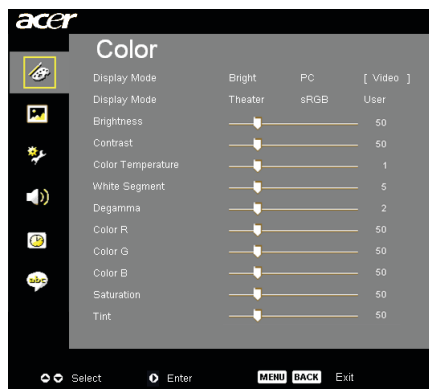 acer
Color
Display Mode Bright PC [ Video ]
Display Mode Theater sRGB User
Brightness 50
Contrast 50
Color Temperature 1
White Segment 5
Degamma 2
Color R 50
Color G 50
Color B 50
Saturation 50
Tint 50
abc
Select Enter MENU BACK Exit